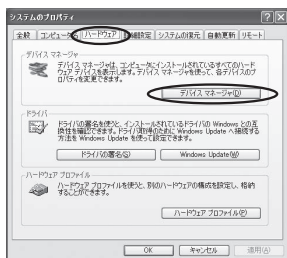 システムのプロパティ
全般 コンピュータ名 ハードウェア 詳細設定 システムの復元 自動更新 リモート
デバイス マネージャ
デバイス マネージャは、コンピュータにインストールされているすべてのハードウェア デバイスを表示します。デバイス マネージャを使って、各デバイスのプロパティを変更できます。
デバイス マネージャ(D)
ドライバ
ドライバの署名を使うと、インストールされているドライバの Windows との互換性を確認できます。ドライバ取得のために Windows Update へ接続する方法を Windows Update を使って設定できます。
ドライバの署名(S) Windows Update(W)
ハードウェア プロファイル
ハードウェア プロファイルを使うと、別のハードウェアの構成を設定し、格納することができます。
ハードウェア プロファイル(P)
OK キャンセル 適用(A)